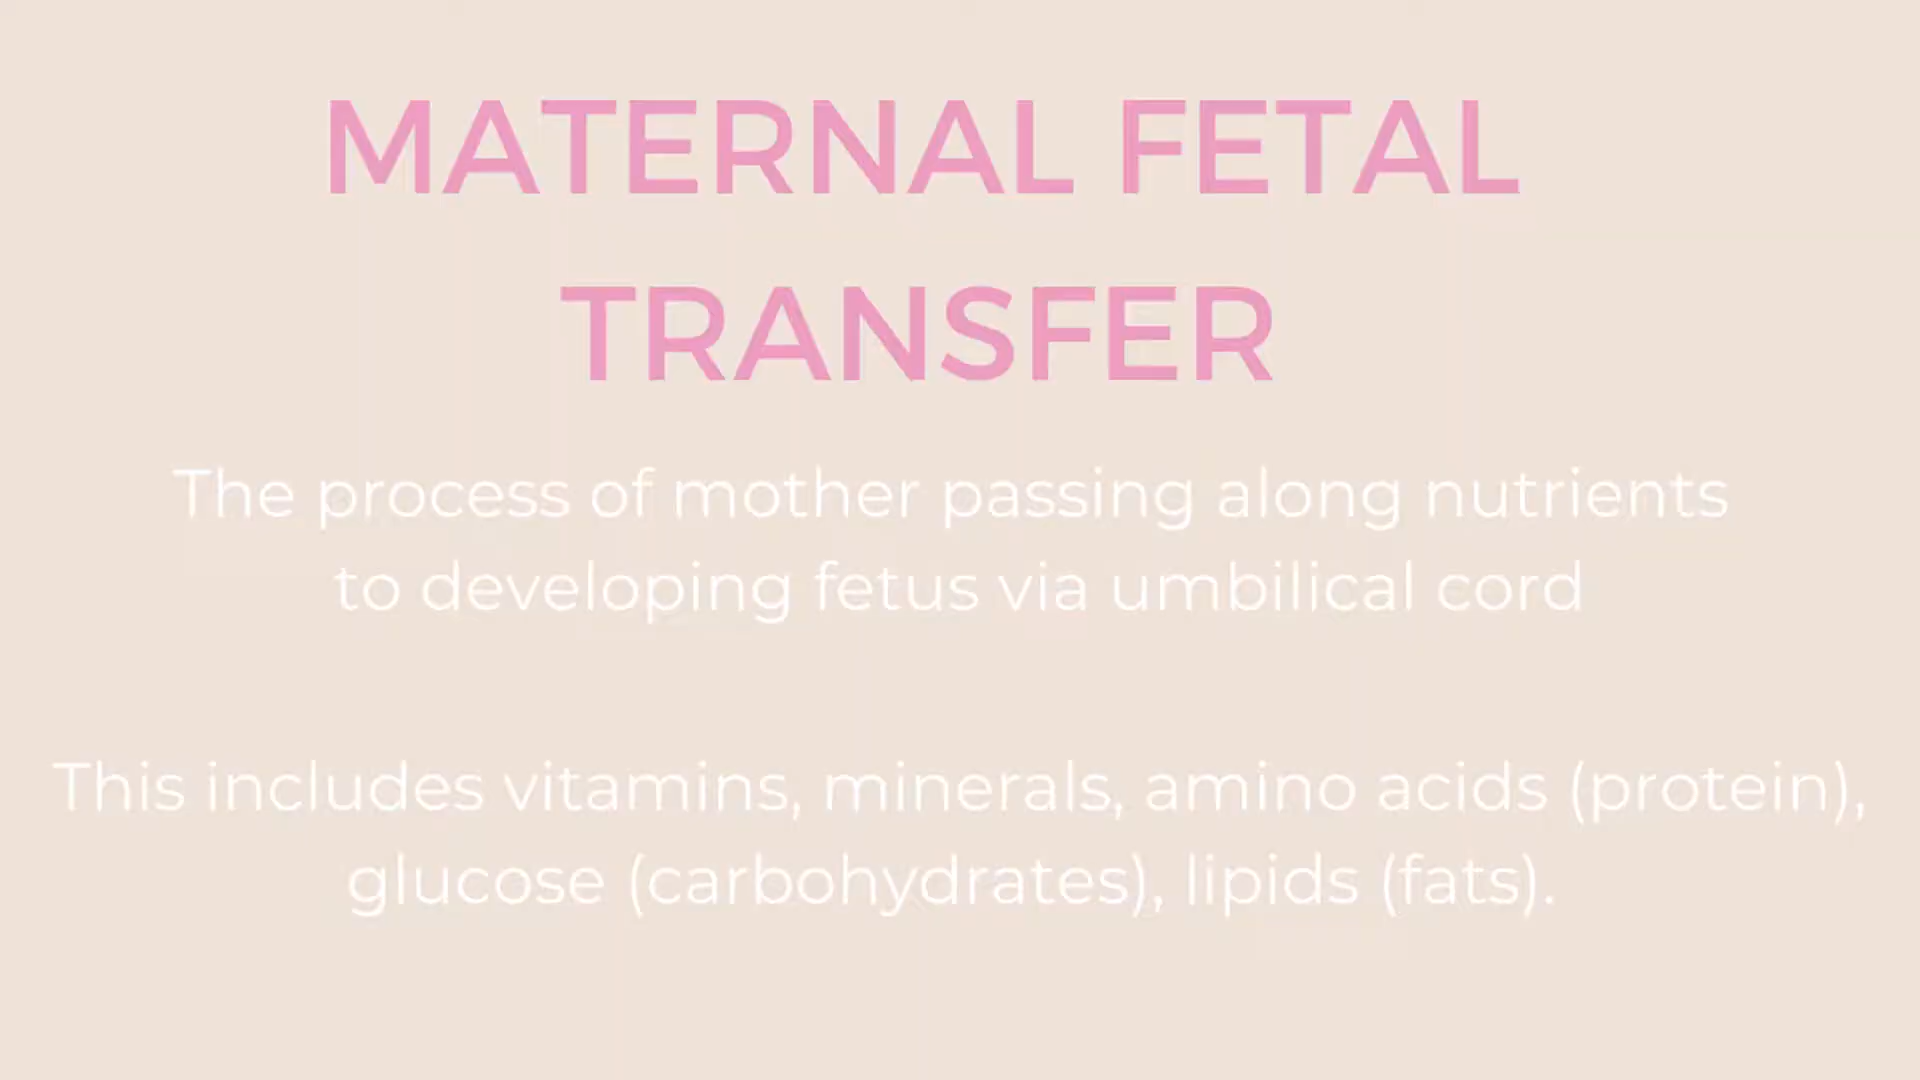 MATERNAL FETAL
TRANSFER
The process of mother passing along nutrients
to developing fetus via umbilical cord
This includes vitamins, minerals, amino acids (protein),
glucose (carbohydrates), lipids (fats).